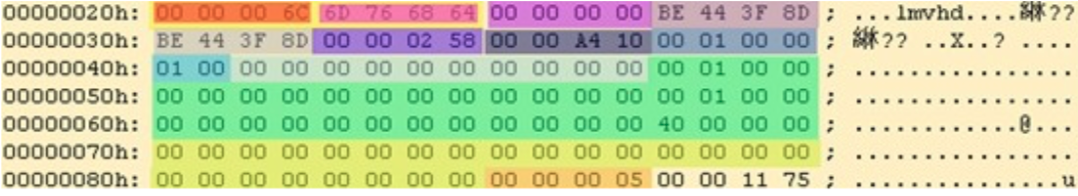 00000020h: 00 00 00 6C 6D 76 68 64 00 00 00 00 BE 44 3F 8D ; ...lmvhd....緋??
00000030h: BE 44 3F 8D 00 00 02 58 00 00 A4 10 00 01 00 00 ; 緋?? ..X..? ....
00000040h: 01 00 00 00 00 00 00 00 00 00 00 00 00 01 00 00 ; ................
00000050h: 00 00 00 00 00 00 00 00 00 00 00 00 00 01 00 00 ; ................
00000060h: 00 00 00 00 00 00 00 00 00 00 00 00 40 00 00 00 ; ............@...
00000070h: 00 00 00 00 00 00 00 00 00 00 00 00 00 00 00 00 ; ................
00000080h: 00 00 00 00 00 00 00 00 00 00 00 05 00 00 11 75 ; ...............u